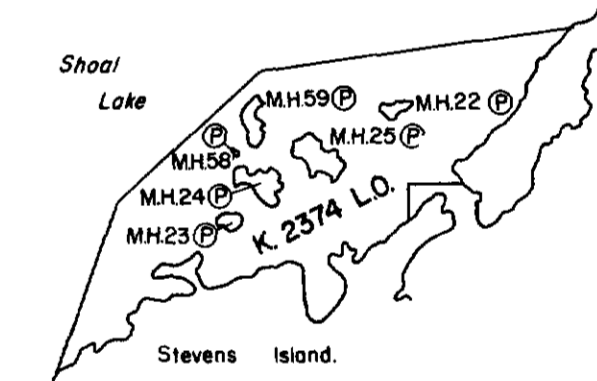 Shoal
Lake
M.H.59 Ⓟ
M.H.22 Ⓟ
Ⓟ
M.H.25 Ⓟ
M.H.58
M.H.24 Ⓟ
K. 2374 L.O.
M.H.23 Ⓟ
Stevens Island.